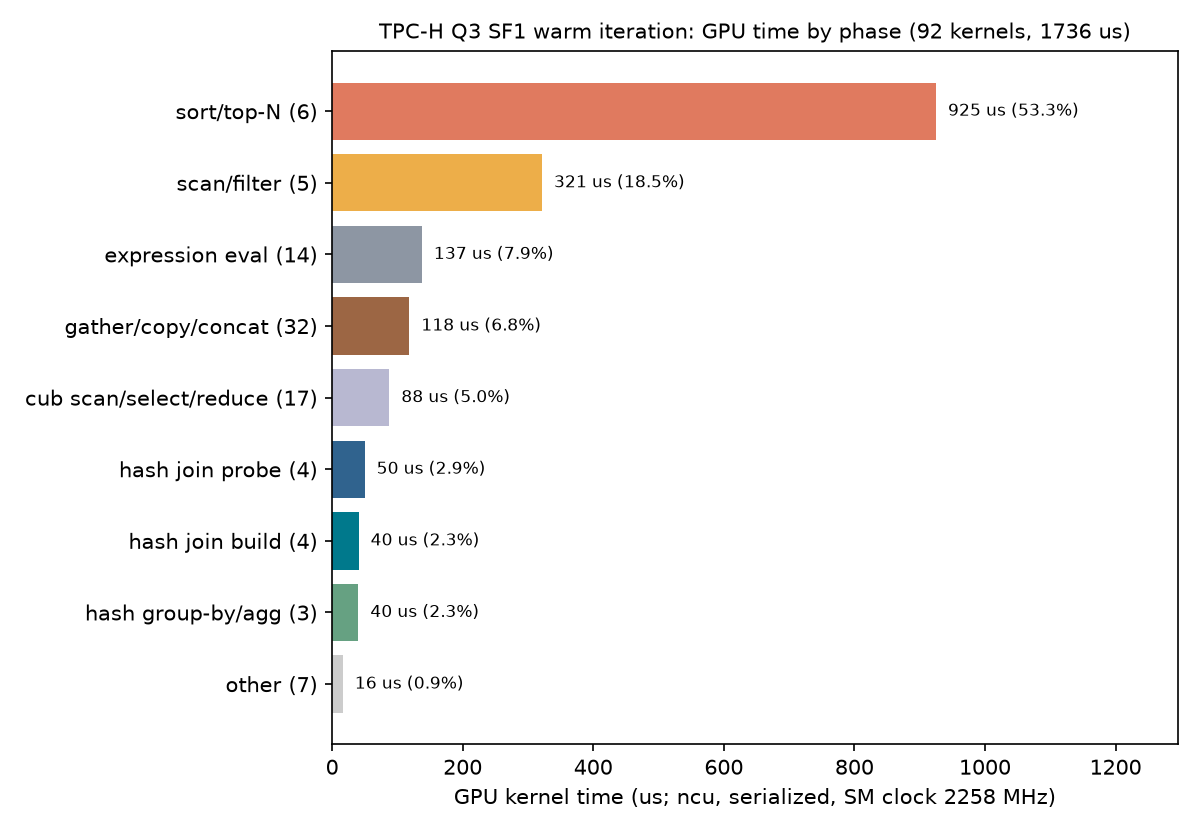 TPC-H Q3 SF1 warm iteration: GPU time by phase (92 kernels, 1736 us)
sort/top-N (6) 925 us (53.3%)
scan/filter (5) 321 us (18.5%)
expression eval (14) 137 us (7.9%)
gather/copy/concat (32) 118 us (6.8%)
cub scan/select/reduce (17) 88 us (5.0%)
hash join probe (4) 50 us (2.9%)
hash join build (4) 40 us (2.3%)
hash group-by/agg (3) 40 us (2.3%)
other (7) 16 us (0.9%)
0 200 400 600 800 1000 1200
GPU kernel time (us; ncu, serialized, SM clock 2258 MHz)